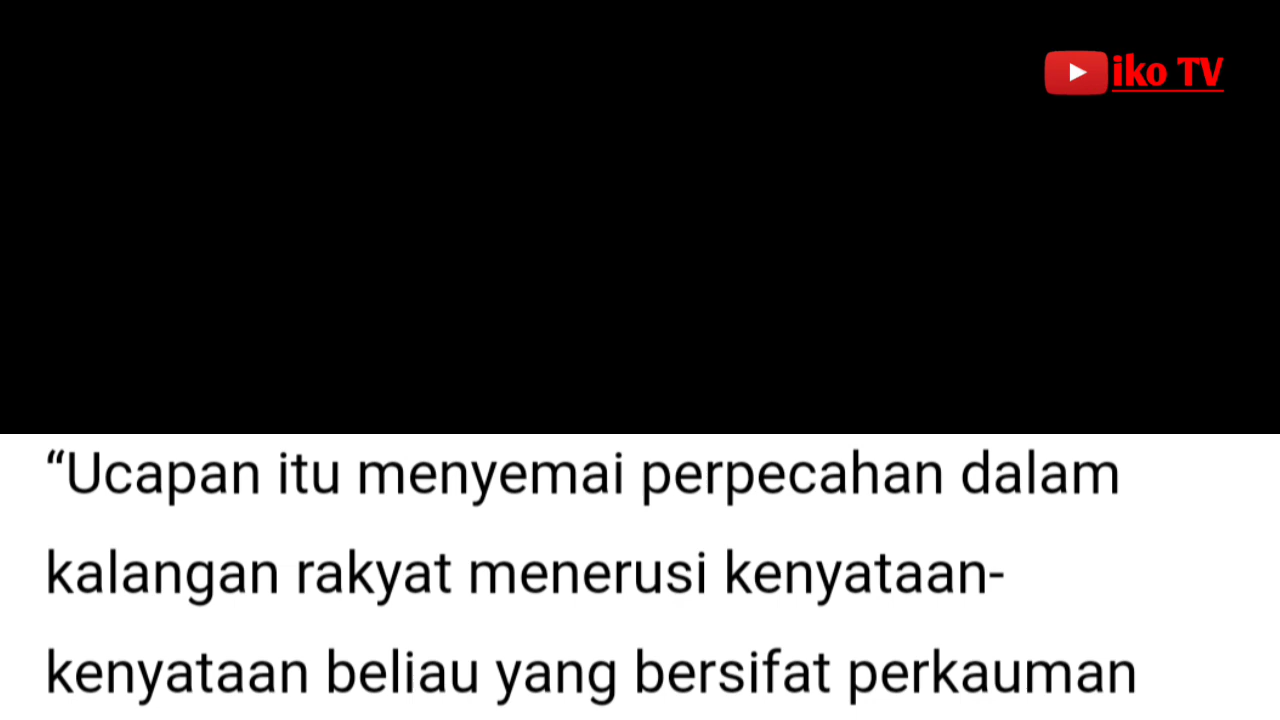 iko TV
“Ucapan itu menyemai perpecahan dalam
kalangan rakyat menerusi kenyataan-
kenyataan beliau yang bersifat perkauman